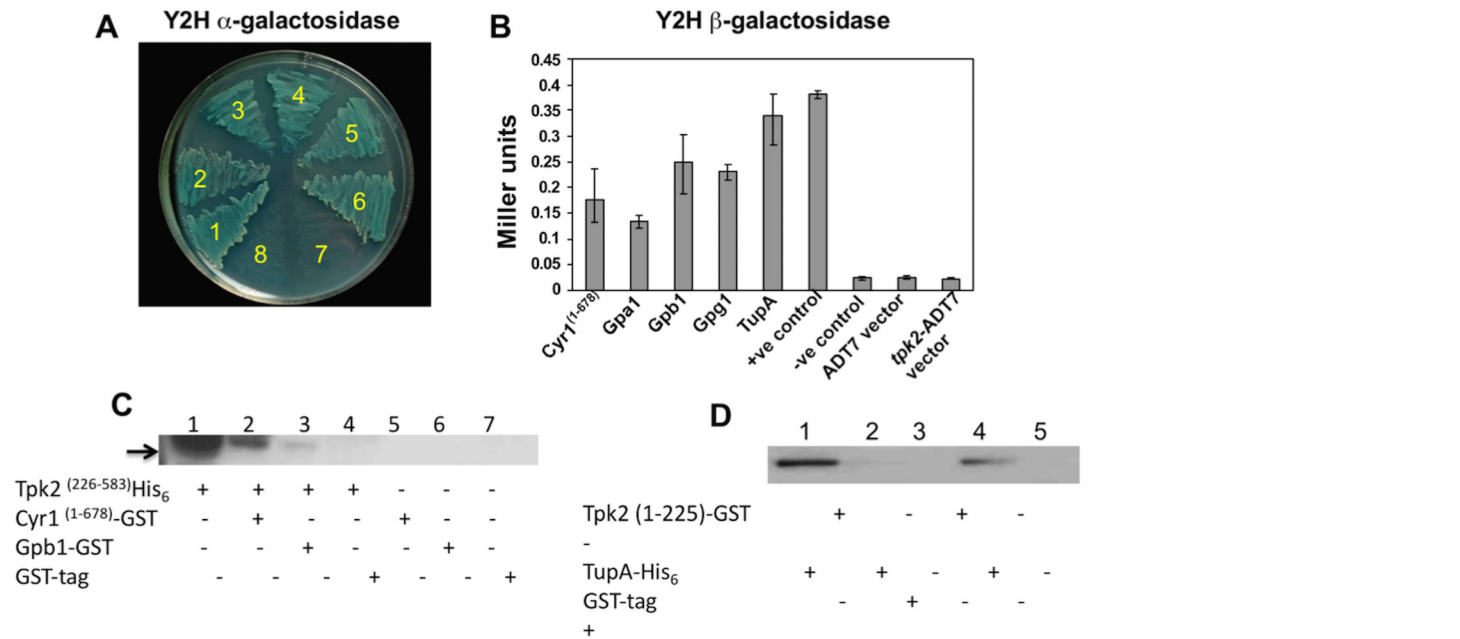 A Y2H α-galactosidase
3 4
5
2
6
1
8 7
B Y2H β-galactosidase
Miller units
0.45
0.4
0.35
0.3
0.25
0.2
0.15
0.1
0.05
0
Cyr1(1-678)
Gpa1
Gpb1
Gpg1
TupA
+ve control
-ve control
ADT7 vector
tpk2-ADT7
vector
C
1 2 3 4 5 6 7
Tpk2 (226-583)His6 + + + + - - -
Cyr1 (1-678)-GST - + - - + - -
Gpb1-GST - - + - - + -
GST-tag - - - + - - +
D
1 2 3 4 5
Tpk2 (1-225)-GST + - + -
-
TupA-His6 + + - + -
GST-tag - + - -
+